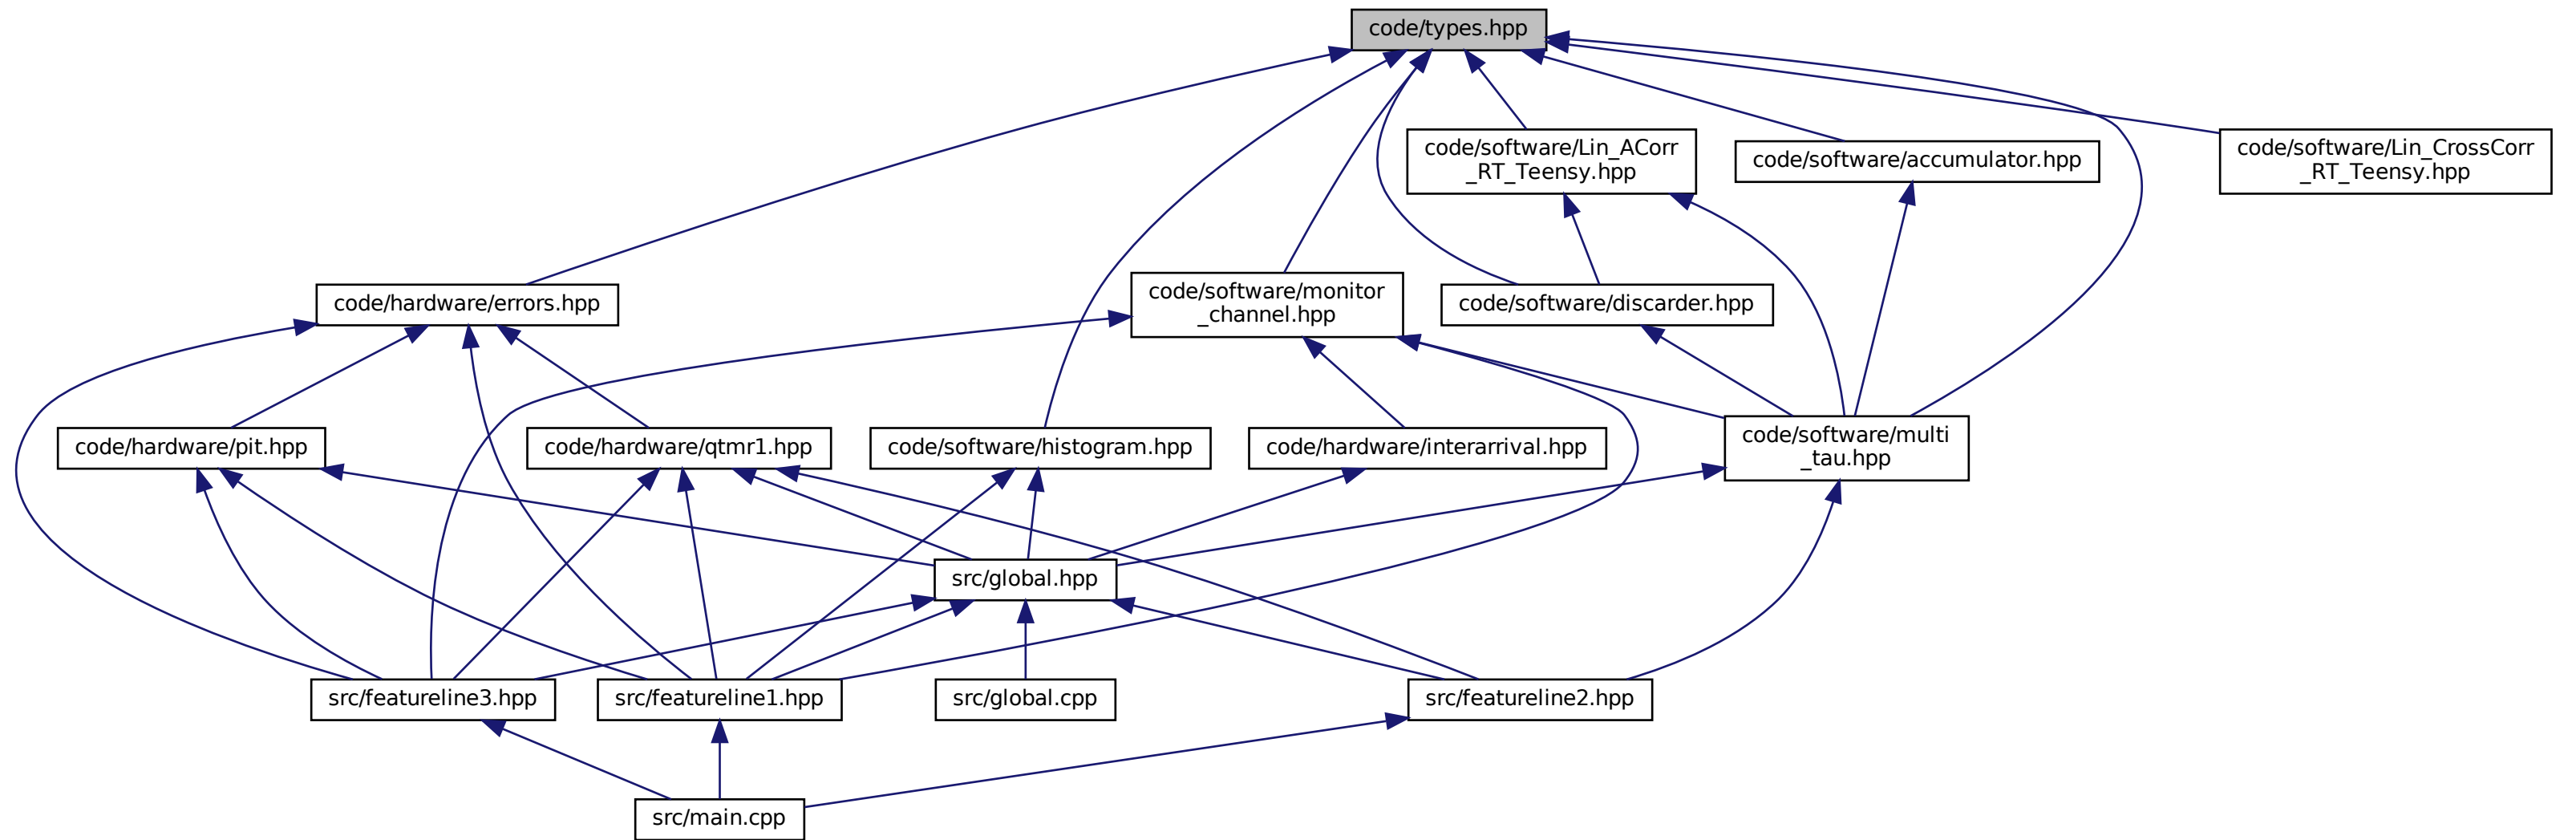 code/types.hpp
code/software/Lin_ACorr
_RT_Teensy.hpp
code/software/accumulator.hpp
code/software/Lin_CrossCorr
_RT_Teensy.hpp
code/hardware/errors.hpp
code/software/monitor
_channel.hpp
code/software/discarder.hpp
code/hardware/pit.hpp
code/hardware/qtmr1.hpp
code/software/histogram.hpp
code/hardware/interarrival.hpp
code/software/multi
_tau.hpp
src/global.hpp
src/featureline3.hpp
src/featureline1.hpp
src/global.cpp
src/featureline2.hpp
src/main.cpp